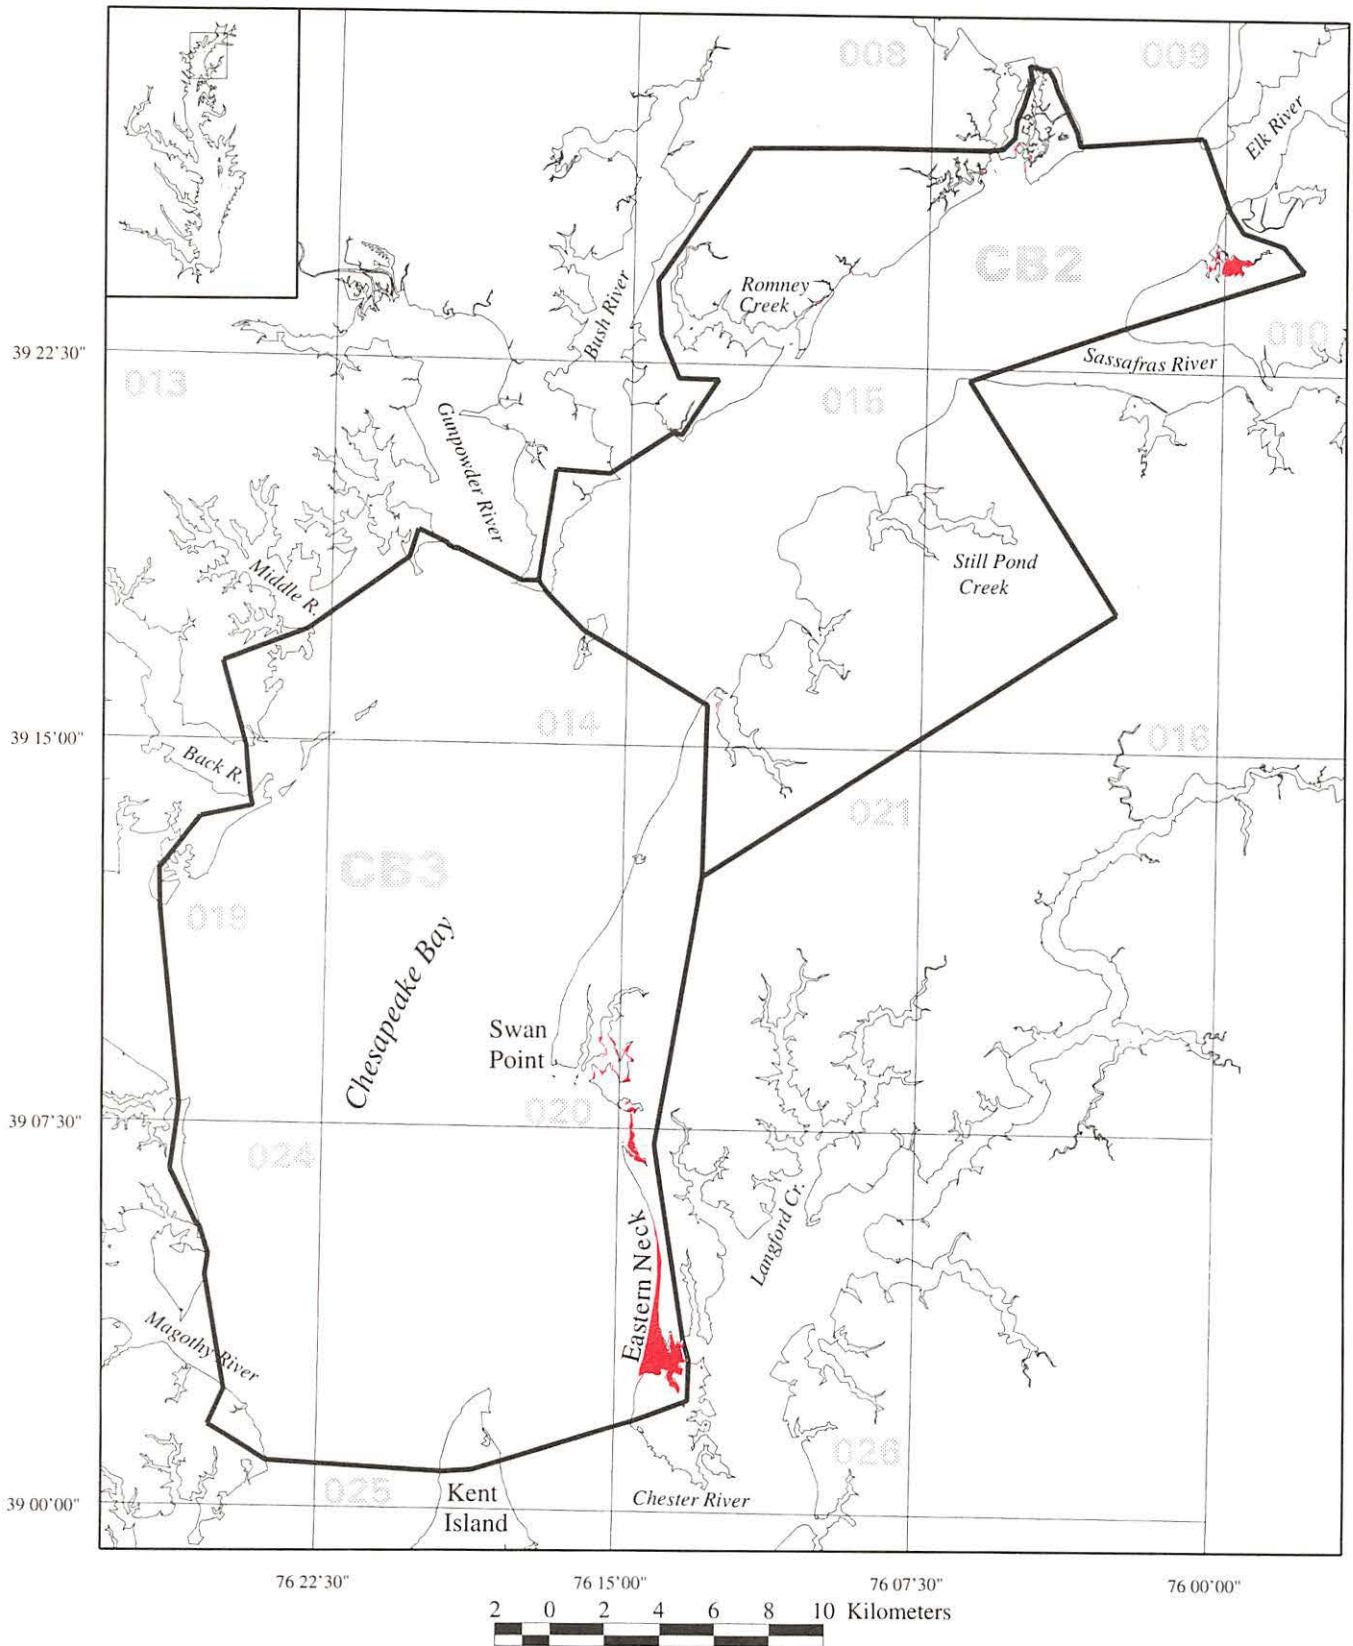 008
009
Elk River
CB2
Romney
Creek
Bush River
39 22'30"
013
010
Sassafras River
015
Gunpowder River
Still Pond
Creek
Middle R.
014
39 15'00"
016
Back R.
021
CB3
019
Chesapeake Bay
Swan
Point
020
39 07'30"
024
Langford Cr.
Eastern Neck
Magothy River
026
025
Kent
Island
Chester River
39 00'00"
76 22'30" 76 15'00" 76 07'30" 76 00'00"
2 0 2 4 6 8 10 Kilometers